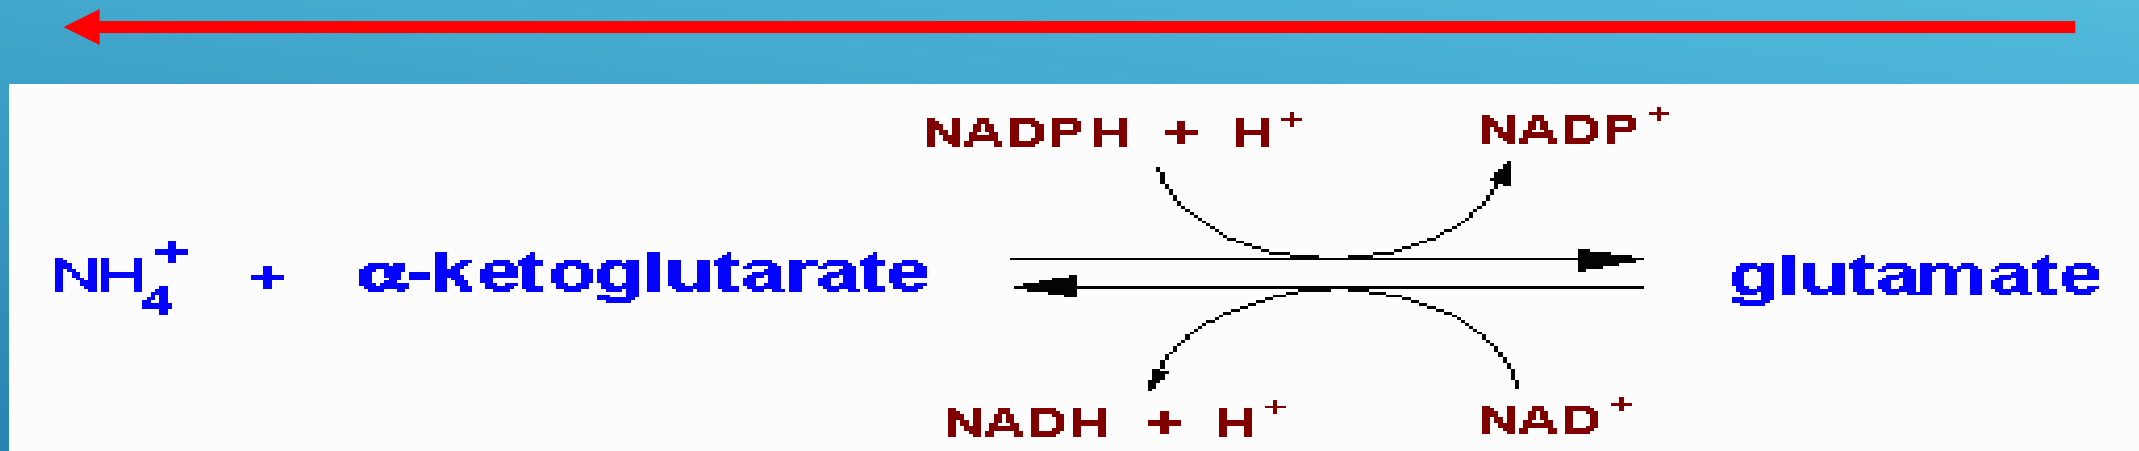 NADPH + H⁺ NADP⁺
NH₄⁺ + α-ketoglutarate glutamate
NADH + H⁺ NAD⁺